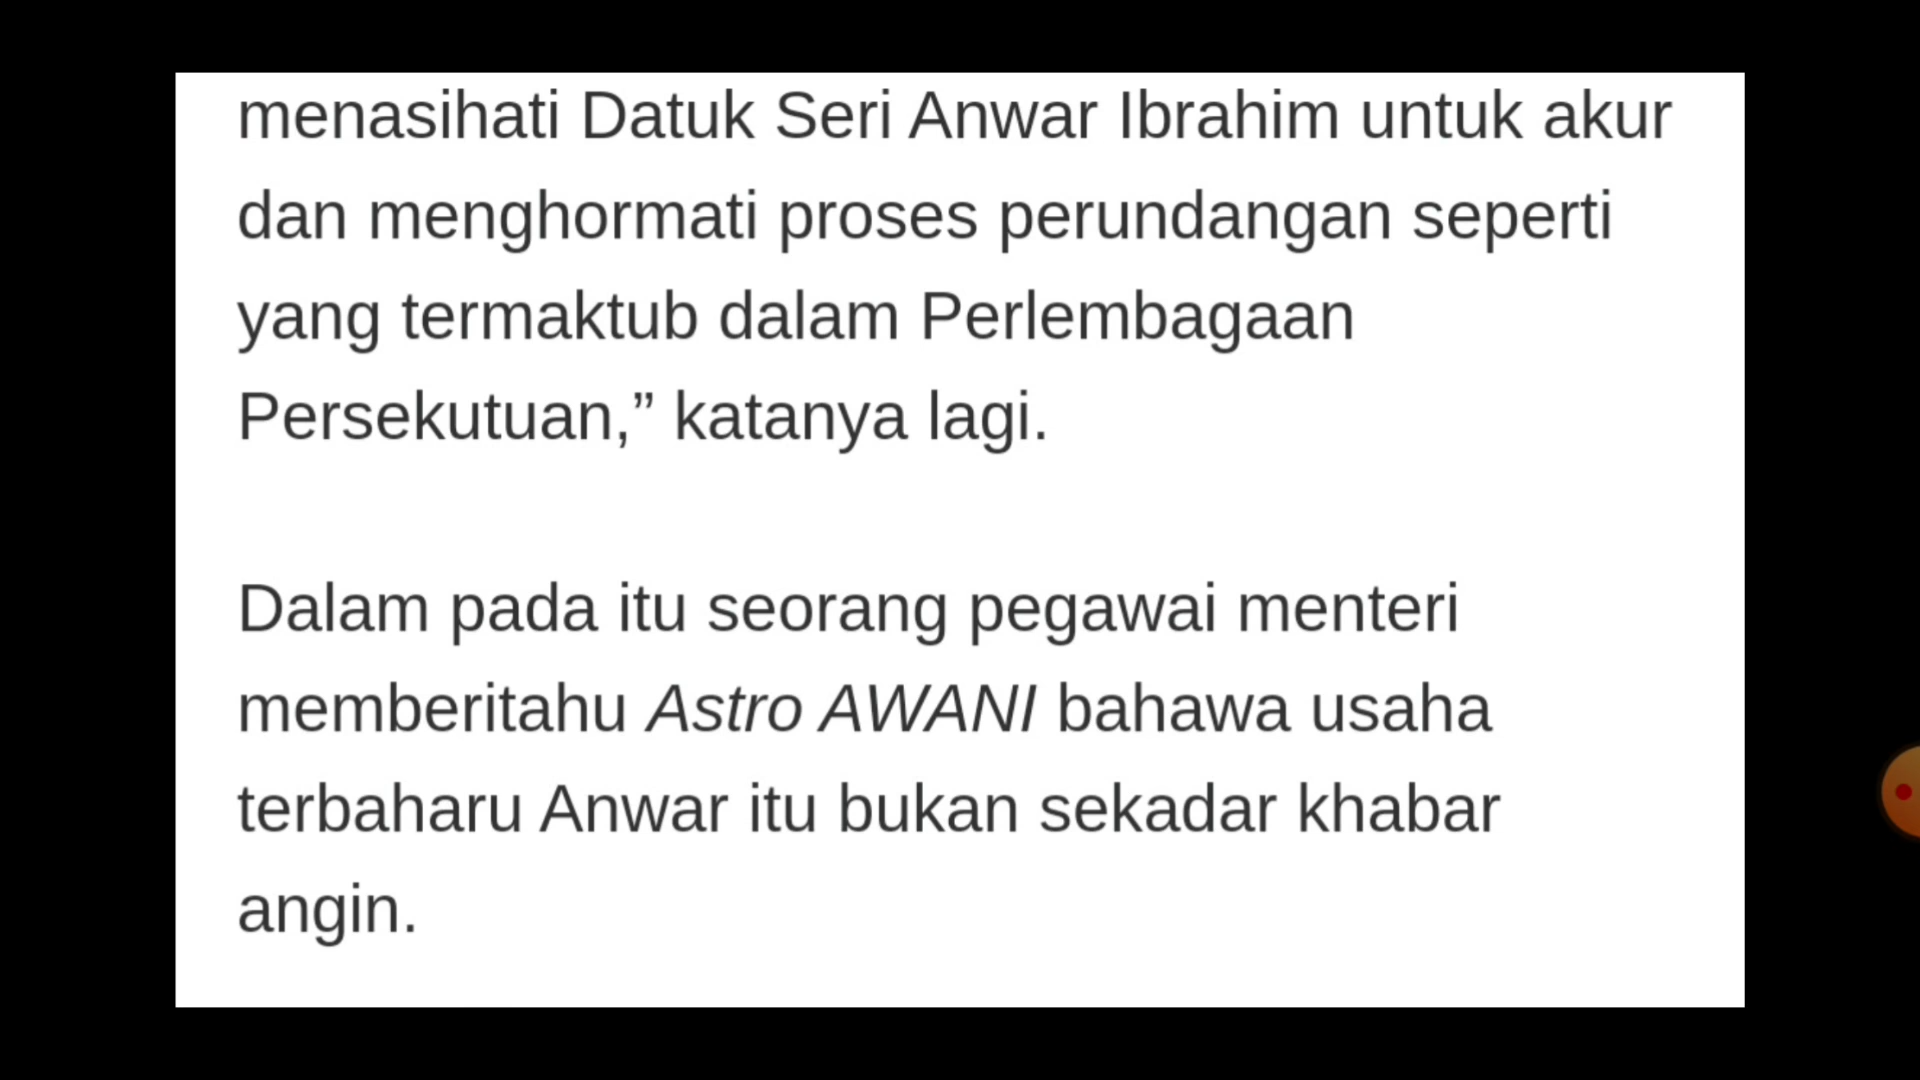 menasihati Datuk Seri Anwar Ibrahim untuk akur
dan menghormati proses perundangan seperti
yang termaktub dalam Perlembagaan
Persekutuan,” katanya lagi.
Dalam pada itu seorang pegawai menteri
memberitahu Astro AWANI bahawa usaha
terbaharu Anwar itu bukan sekadar khabar
angin.